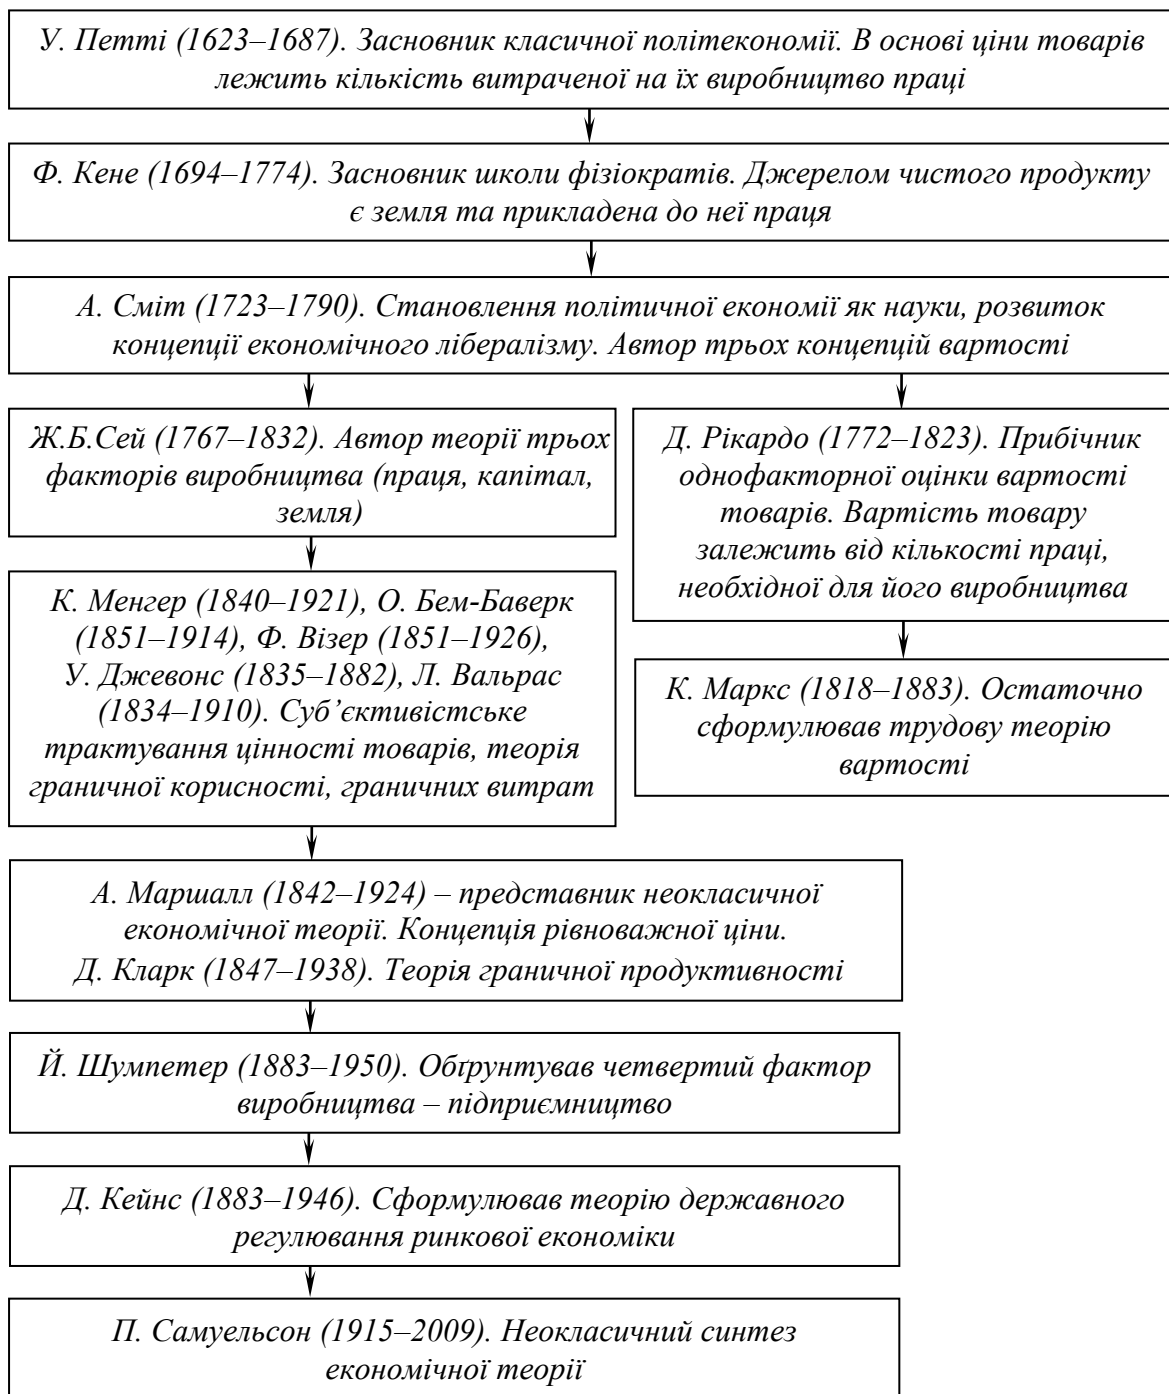 У. Петті (1623–1687). Засновник класичної політекономії. В основі ціни товарів
лежить кількість витраченої на їх виробництво праці
Ф. Кене (1694–1774). Засновник школи фізіократів. Джерелом чистого продукту
є земля та прикладена до неї праця
А. Сміт (1723–1790). Становлення політичної економії як науки, розвиток
концепції економічного лібералізму. Автор трьох концепцій вартості
Ж.Б.Сей (1767–1832). Автор теорії трьох
факторів виробництва (праця, капітал,
земля)
Д. Рікардо (1772–1823). Прибічник
однофакторної оцінки вартості
товарів. Вартість товару
залежить від кількості праці,
необхідної для його виробництва
К. Менгер (1840–1921), О. Бем-Баверк
(1851–1914), Ф. Візер (1851–1926),
У. Джевонс (1835–1882), Л. Вальрас
(1834–1910). Суб’єктивістське
трактування цінності товарів, теорія
граничної корисності, граничних витрат
К. Маркс (1818–1883). Остаточно
сформулював трудову теорію
вартості
А. Маршалл (1842–1924) – представник неокласичної
економічної теорії. Концепція рівноважної ціни.
Д. Кларк (1847–1938). Теорія граничної продуктивності
Й. Шумпетер (1883–1950). Обґрунтував четвертий фактор
виробництва – підприємництво
Д. Кейнс (1883–1946). Сформулював теорію державного
регулювання ринкової економіки
П. Самуельсон (1915–2009). Неокласичний синтез
економічної теорії